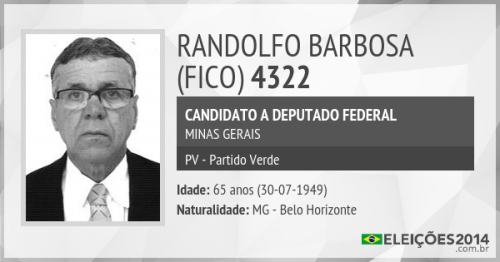 RANDOLFO BARBOSA
(FICO) 4322
CANDIDATO A DEPUTADO FEDERAL
MINAS GERAIS
PV - Partido Verde
Idade: 65 anos (30-07-1949)
Naturalidade: MG - Belo Horizonte
ELEIÇÕES2014
.com.br